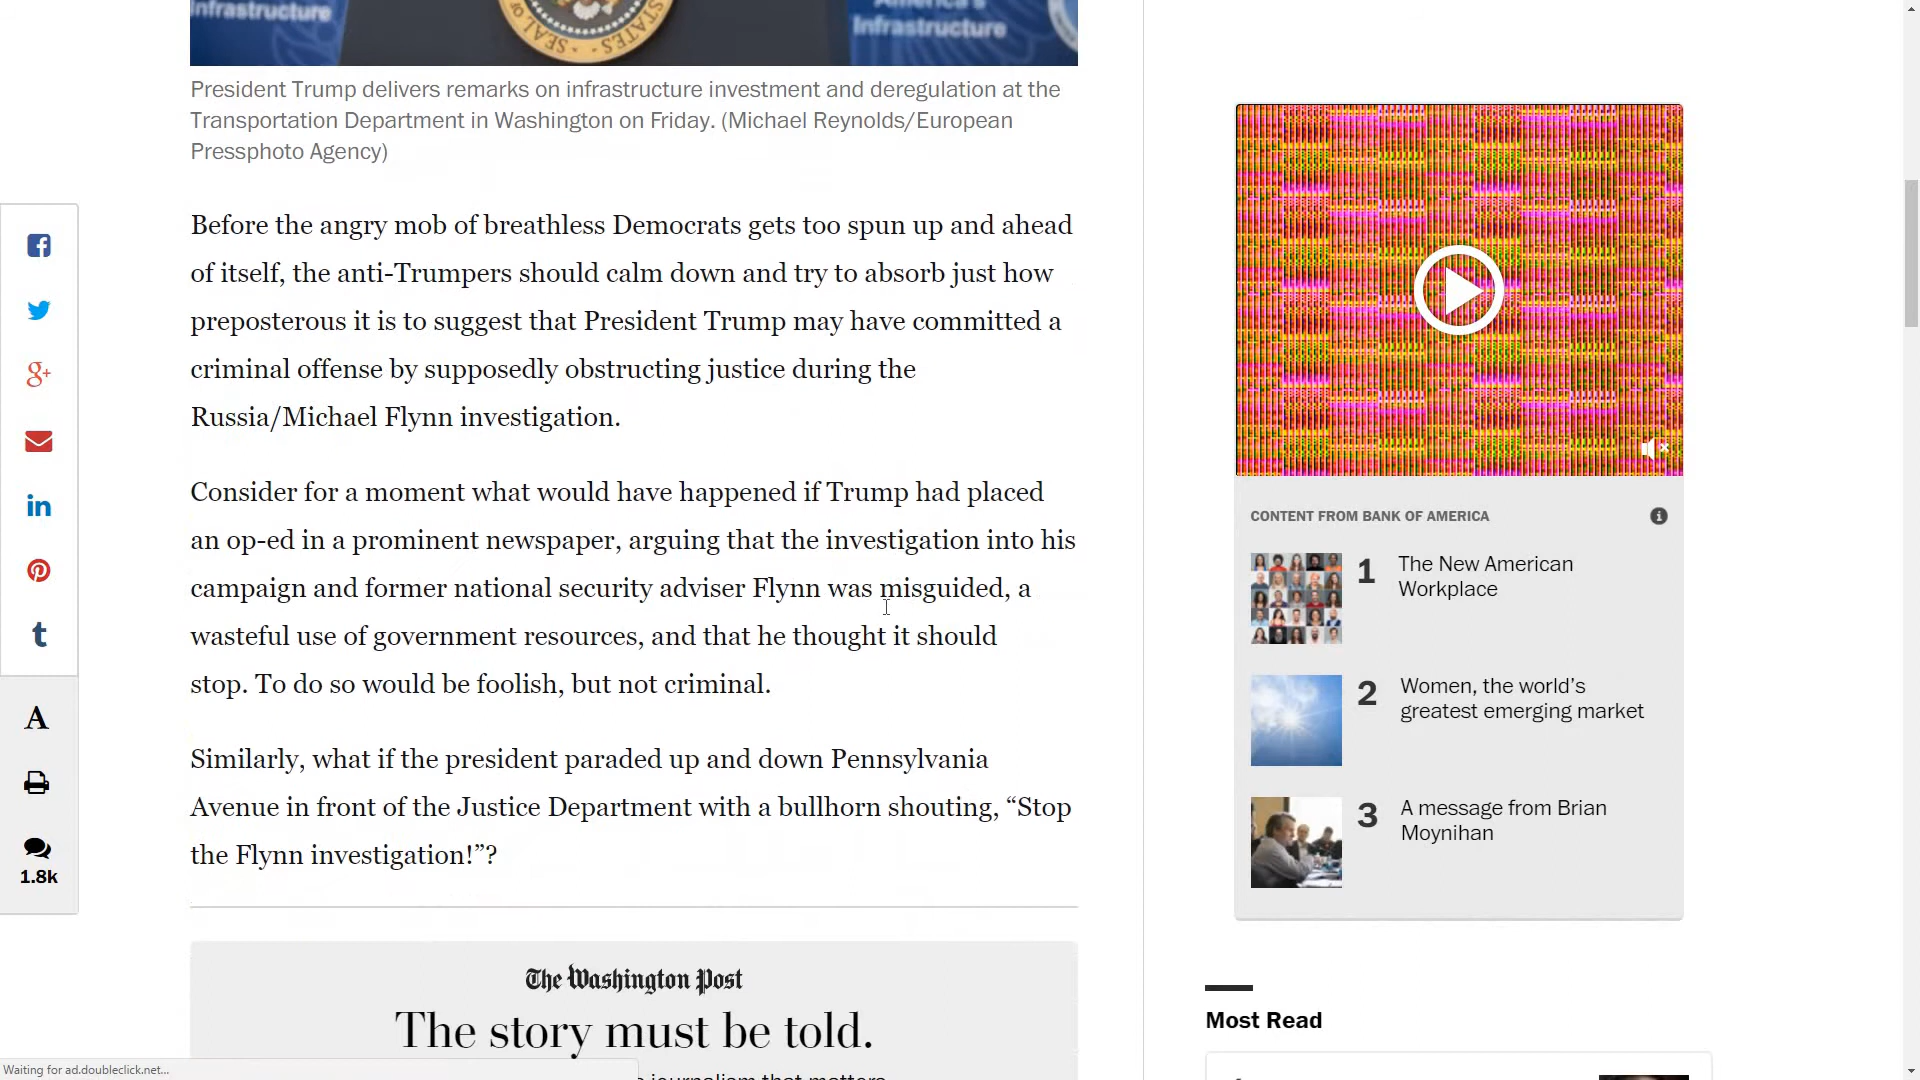 Infrastructure
America's
Infrastructure
SEAL OF
STATES
President Trump delivers remarks on infrastructure investment and deregulation at the
Transportation Department in Washington on Friday. (Michael Reynolds/European
Pressphoto Agency)
Before the angry mob of breathless Democrats gets too spun up and ahead
of itself, the anti-Trumpers should calm down and try to absorb just how
preposterous it is to suggest that President Trump may have committed a
criminal offense by supposedly obstructing justice during the
Russia/Michael Flynn investigation.
Consider for a moment what would have happened if Trump had placed
an op-ed in a prominent newspaper, arguing that the investigation into his
campaign and former national security adviser Flynn was misguided, a
wasteful use of government resources, and that he thought it should
stop. To do so would be foolish, but not criminal.
Similarly, what if the president paraded up and down Pennsylvania
Avenue in front of the Justice Department with a bullhorn shouting, “Stop
the Flynn investigation!”?
The Washington Post
The story must be told.
journalism that matters
g+
in
t
A
1.8k
CONTENT FROM BANK OF AMERICA
1 The New American
Workplace
2 Women, the world's
greatest emerging market
3 A message from Brian
Moynihan
Most Read
Waiting for ad.doubleclick.net...